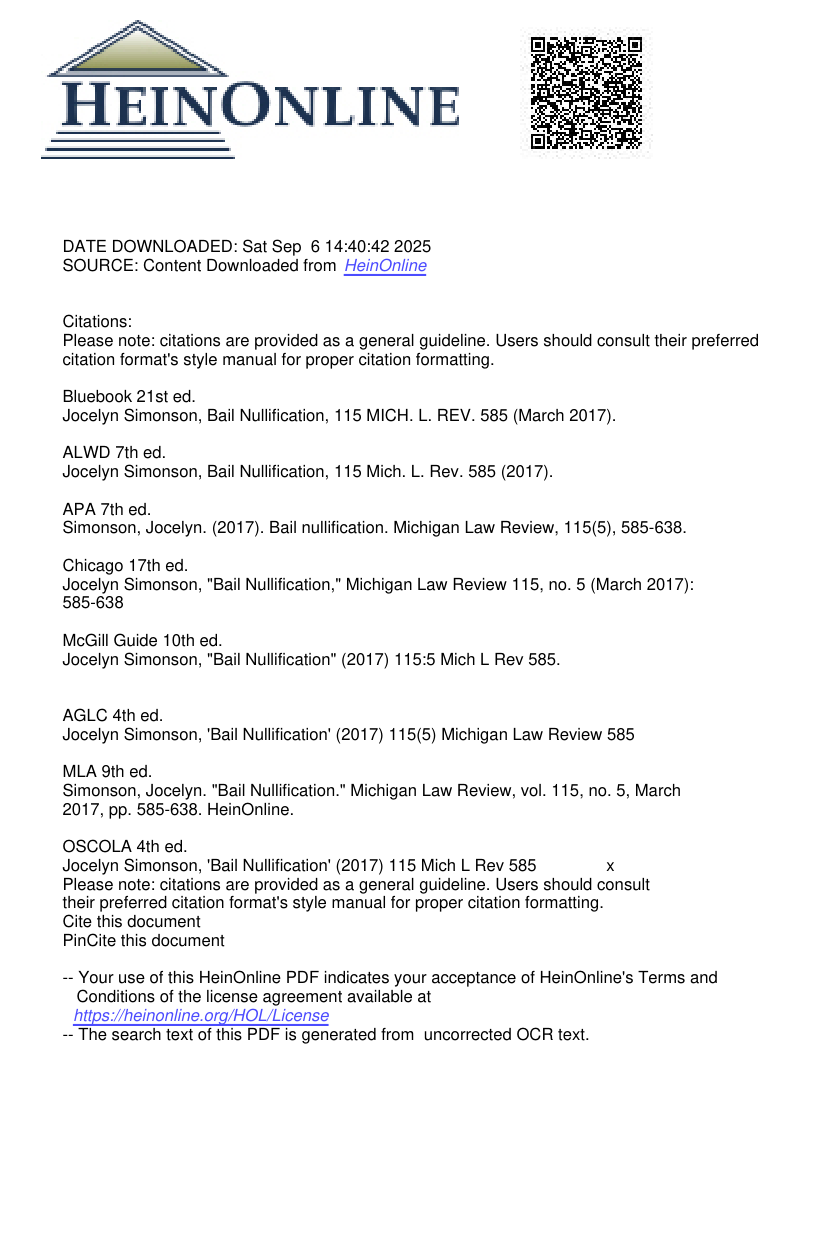 HEINONLINE
DATE DOWNLOADED: Sat Sep  6 14:40:42 2025
SOURCE: Content Downloaded from HeinOnline
Citations:
Please note: citations are provided as a general guideline. Users should consult their preferred
citation format's style manual for proper citation formatting.
Bluebook 21st ed.
Jocelyn Simonson, Bail Nullification, 115 MICH. L. REV. 585 (March 2017).
ALWD 7th ed.
Jocelyn Simonson, Bail Nullification, 115 Mich. L. Rev. 585 (2017).
APA 7th ed.
Simonson, Jocelyn. (2017). Bail nullification. Michigan Law Review, 115(5), 585-638.
Chicago 17th ed.
Jocelyn Simonson, "Bail Nullification," Michigan Law Review 115, no. 5 (March 2017):
585-638
McGill Guide 10th ed.
Jocelyn Simonson, "Bail Nullification" (2017) 115:5 Mich L Rev 585.
AGLC 4th ed.
Jocelyn Simonson, 'Bail Nullification' (2017) 115(5) Michigan Law Review 585
MLA 9th ed.
Simonson, Jocelyn. "Bail Nullification." Michigan Law Review, vol. 115, no. 5, March
2017, pp. 585-638. HeinOnline.
OSCOLA 4th ed.
Jocelyn Simonson, 'Bail Nullification' (2017) 115 Mich L Rev 585 x
Please note: citations are provided as a general guideline. Users should consult
their preferred citation format's style manual for proper citation formatting.
Cite this document
PinCite this document
-- Your use of this HeinOnline PDF indicates your acceptance of HeinOnline's Terms and
Conditions of the license agreement available at
https://heinonline.org/HOL/License
-- The search text of this PDF is generated from  uncorrected OCR text.